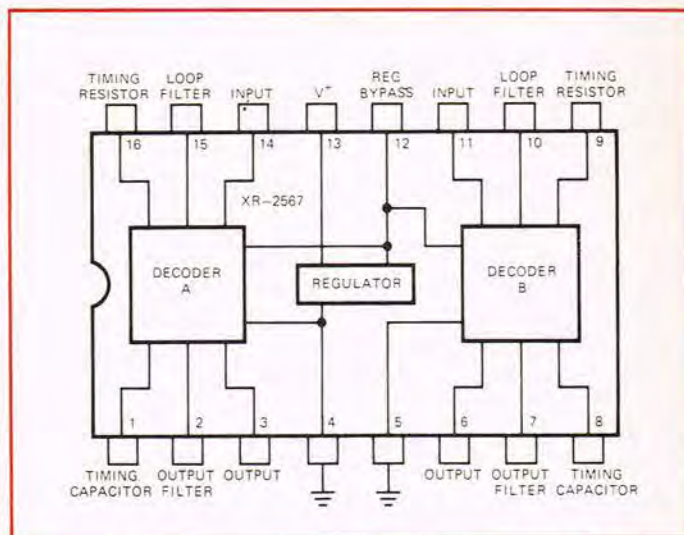 TIMING RESISTOR
LOOP FILTER
INPUT
V+
REC BYPASS
INPUT
LOOP FILTER
TIMING RESISTOR
16 15 14 13 12 11 10 9
XR-2567
DECODER A
REGULATOR
DECODER B
1 2 3 4 5 6 7 8
TIMING CAPACITOR
OUTPUT FILTER
OUTPUT
OUTPUT
OUTPUT FILTER
TIMING CAPACITOR